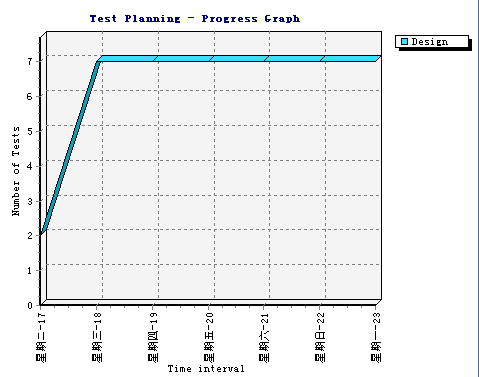 Test Planning - Progress Graph
Design
Number of Tests
7
6
5
4
3
2
1
0
星期二-17
星期三-18
星期四-19
星期五-20
星期六-21
星期日-22
星期一-23
Time interval